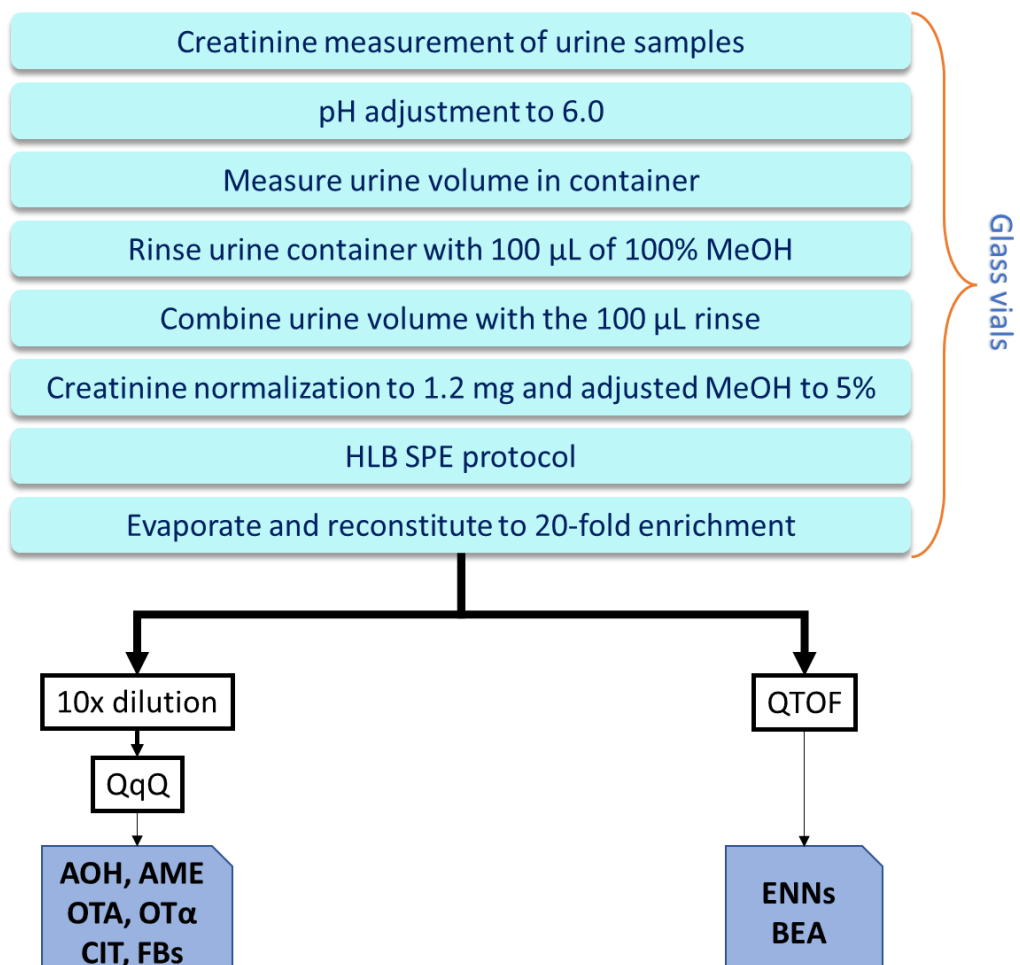 Creatinine measurement of urine samples
pH adjustment to 6.0
Measure urine volume in container
Rinse urine container with 100 µL of 100% MeOH
Combine urine volume with the 100 µL rinse
Creatinine normalization to 1.2 mg and adjusted MeOH to 5%
HLB SPE protocol
Evaporate and reconstitute to 20-fold enrichment
Glass vials
10x dilution
QqQ
AOH, AME
OTA, OTα
CIT, FBs
QTOF
ENNs
BEA